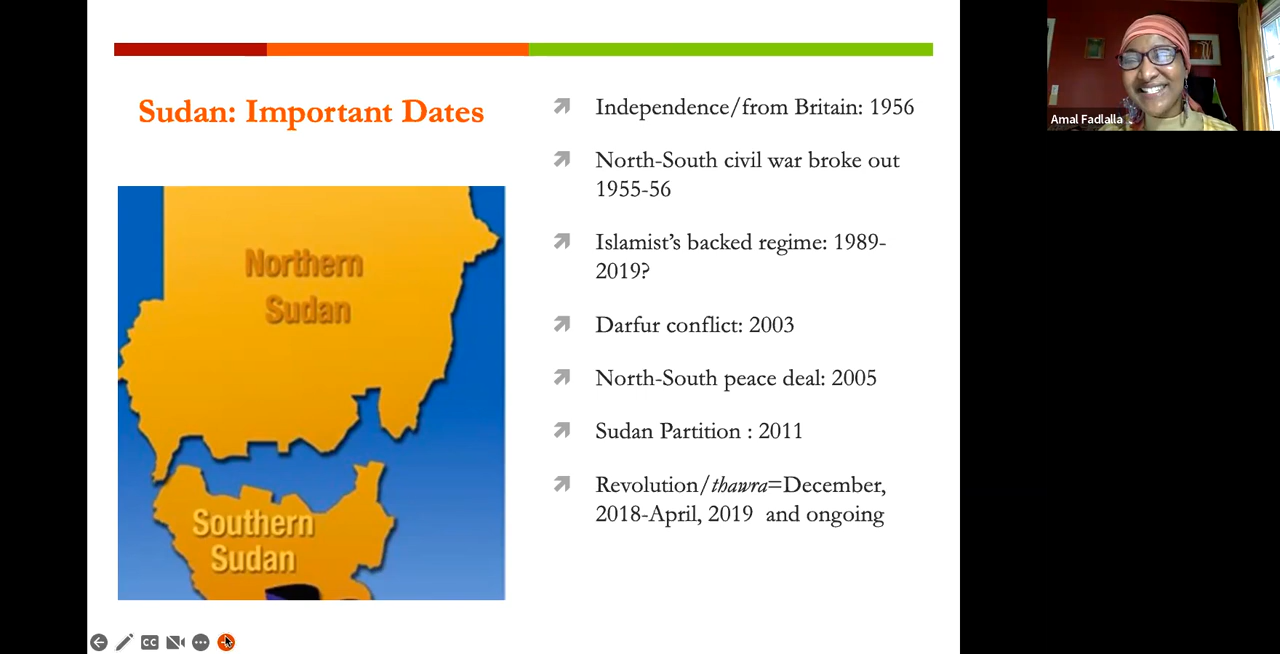 Sudan: Important Dates
Northern
Sudan
Southern
Sudan
Independence/from Britain: 1956
North-South civil war broke out
1955-56
Islamist’s backed regime: 1989-
2019?
Darfur conflict: 2003
North-South peace deal: 2005
Sudan Partition : 2011
Revolution/thawra=December,
2018-April, 2019  and ongoing
Amal Fadlalla
CC